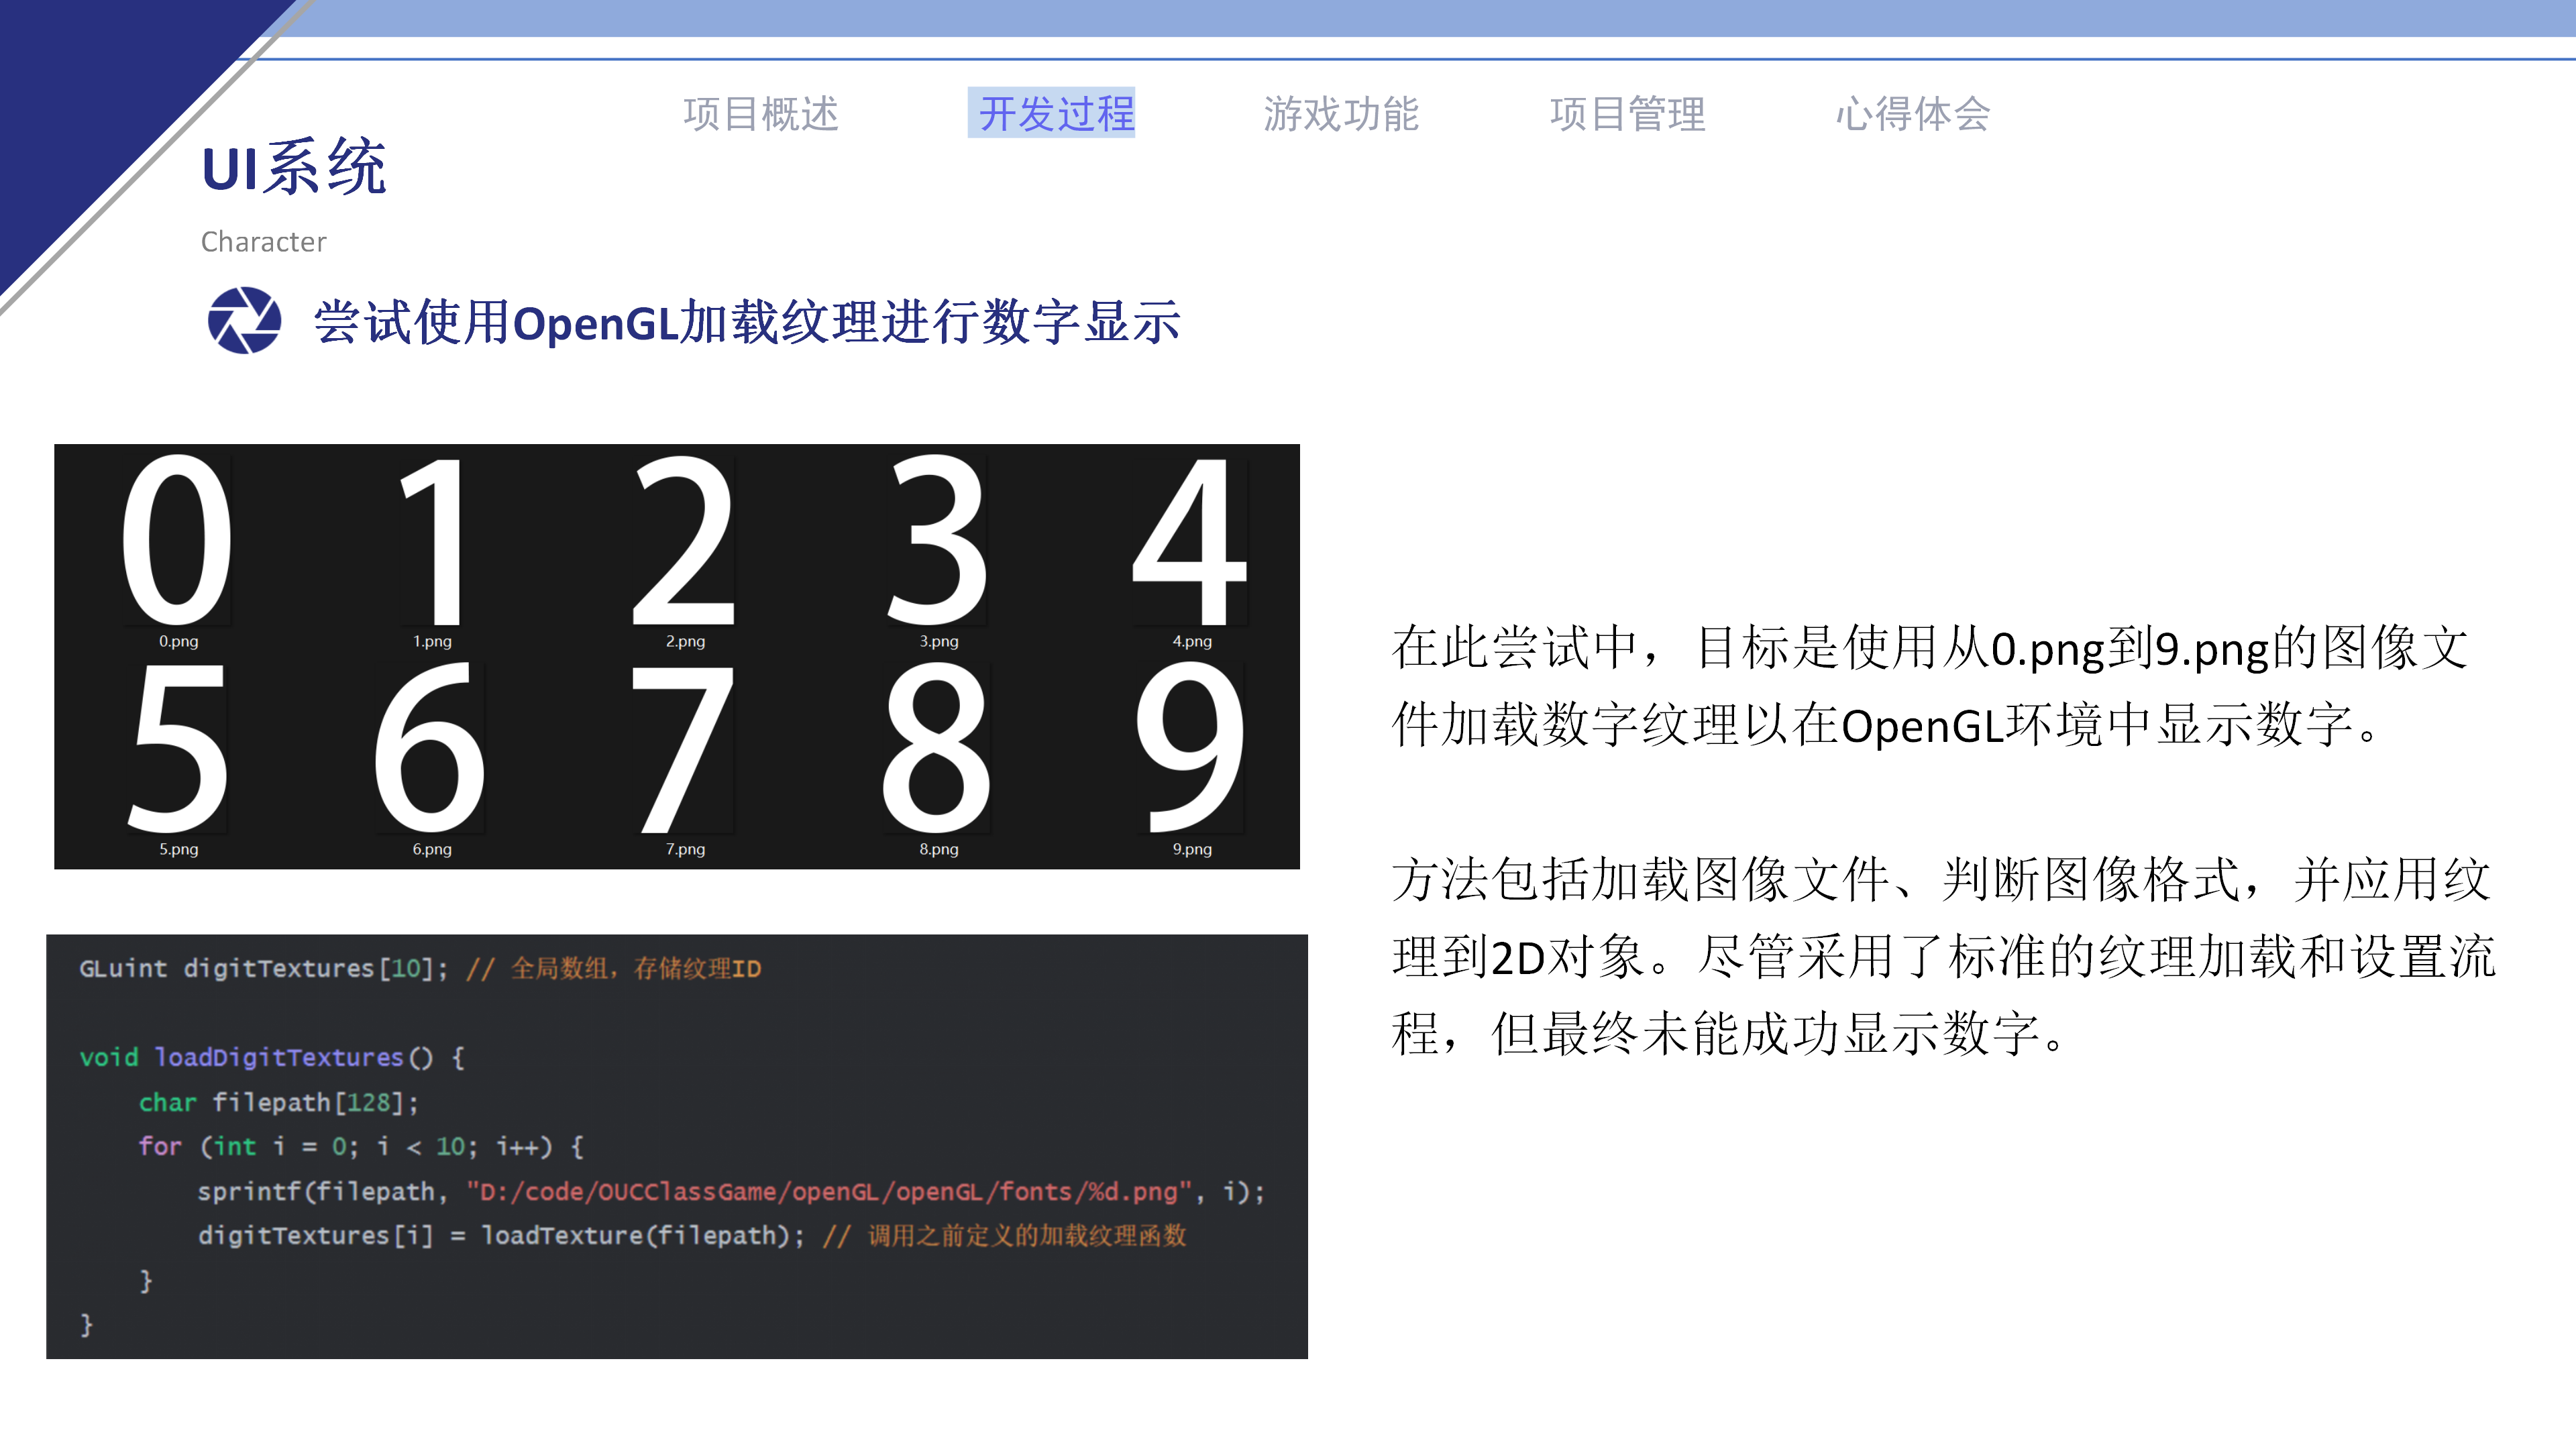 项目概述 开发过程 游戏功能 项目管理 心得体会
UI系统
Character
尝试使用OpenGL加载纹理进行数字显示
0 1 2 3 4
0.png 1.png 2.png 3.png 4.png
5 6 7 8 9
5.png 6.png 7.png 8.png 9.png
GLuint digitTextures[10]; // 全局数组，存储纹理ID
void loadDigitTextures() {
char filepath[128];
for (int i = 0; i < 10; i++) {
sprintf(filepath, "D:/code/OUCClassGame/openGL/openGL/fonts/%d.png", i);
digitTextures[i] = loadTexture(filepath); // 调用之前定义的加载纹理函数
}
}
在此尝试中，目标是使用从0.png到9.png的图像文
件加载数字纹理以在OpenGL环境中显示数字。
方法包括加载图像文件、判断图像格式，并应用纹
理到2D对象。尽管采用了标准的纹理加载和设置流
程，但最终未能成功显示数字。